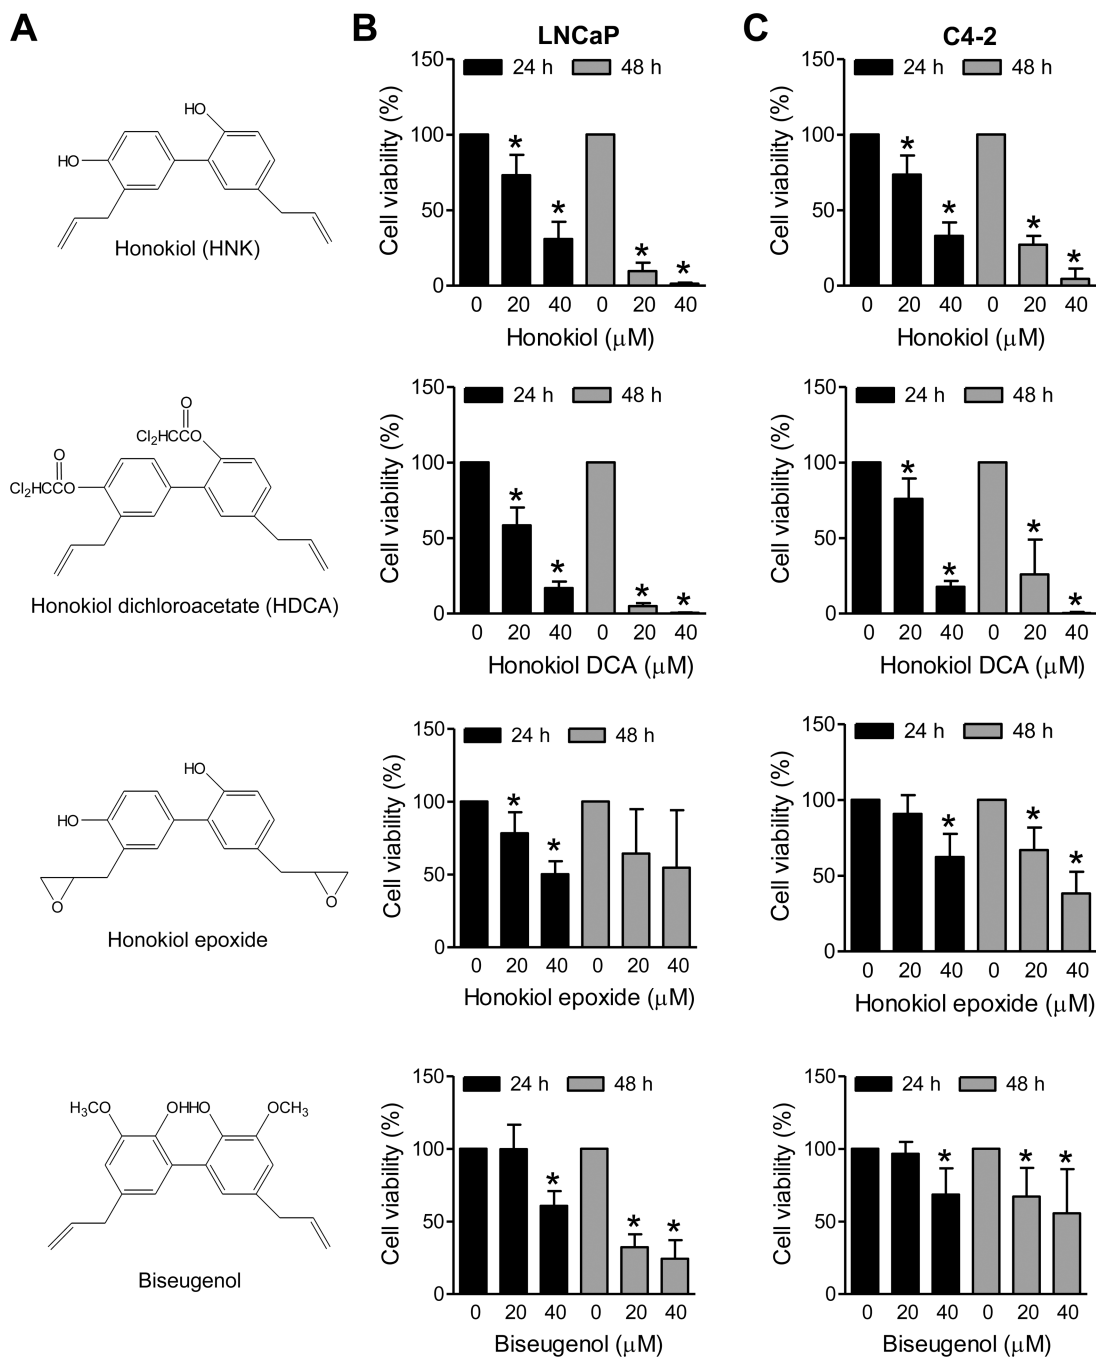 A
HO
HO
Honokiol (HNK)
O
Cl₂HCCO
O
Cl₂HCCO
Honokiol dichloroacetate (HDCA)
HO
HO
O
O
Honokiol epoxide
H₃CO OHHO OCH₃
Biseugenol
B
LNCaP
24 h 48 h
Cell viability (%)
150
100
50
0
* * * *
0 20 40 0 20 40
Honokiol (μM)
24 h 48 h
Cell viability (%)
150
100
50
0
* * * *
0 20 40 0 20 40
Honokiol DCA (μM)
24 h 48 h
Cell viability (%)
150
100
50
0
* *
0 20 40 0 20 40
Honokiol epoxide (μM)
24 h 48 h
Cell viability (%)
150
100
50
0
* * *
0 20 40 0 20 40
Biseugenol (μM)
C
C4-2
24 h 48 h
Cell viability (%)
150
100
50
0
* * * *
0 20 40 0 20 40
Honokiol (μM)
24 h 48 h
Cell viability (%)
150
100
50
0
* * * *
0 20 40 0 20 40
Honokiol DCA (μM)
24 h 48 h
Cell viability (%)
150
100
50
0
* * *
0 20 40 0 20 40
Honokiol epoxide (μM)
24 h 48 h
Cell viability (%)
150
100
50
0
* * *
0 20 40 0 20 40
Biseugenol (μM)